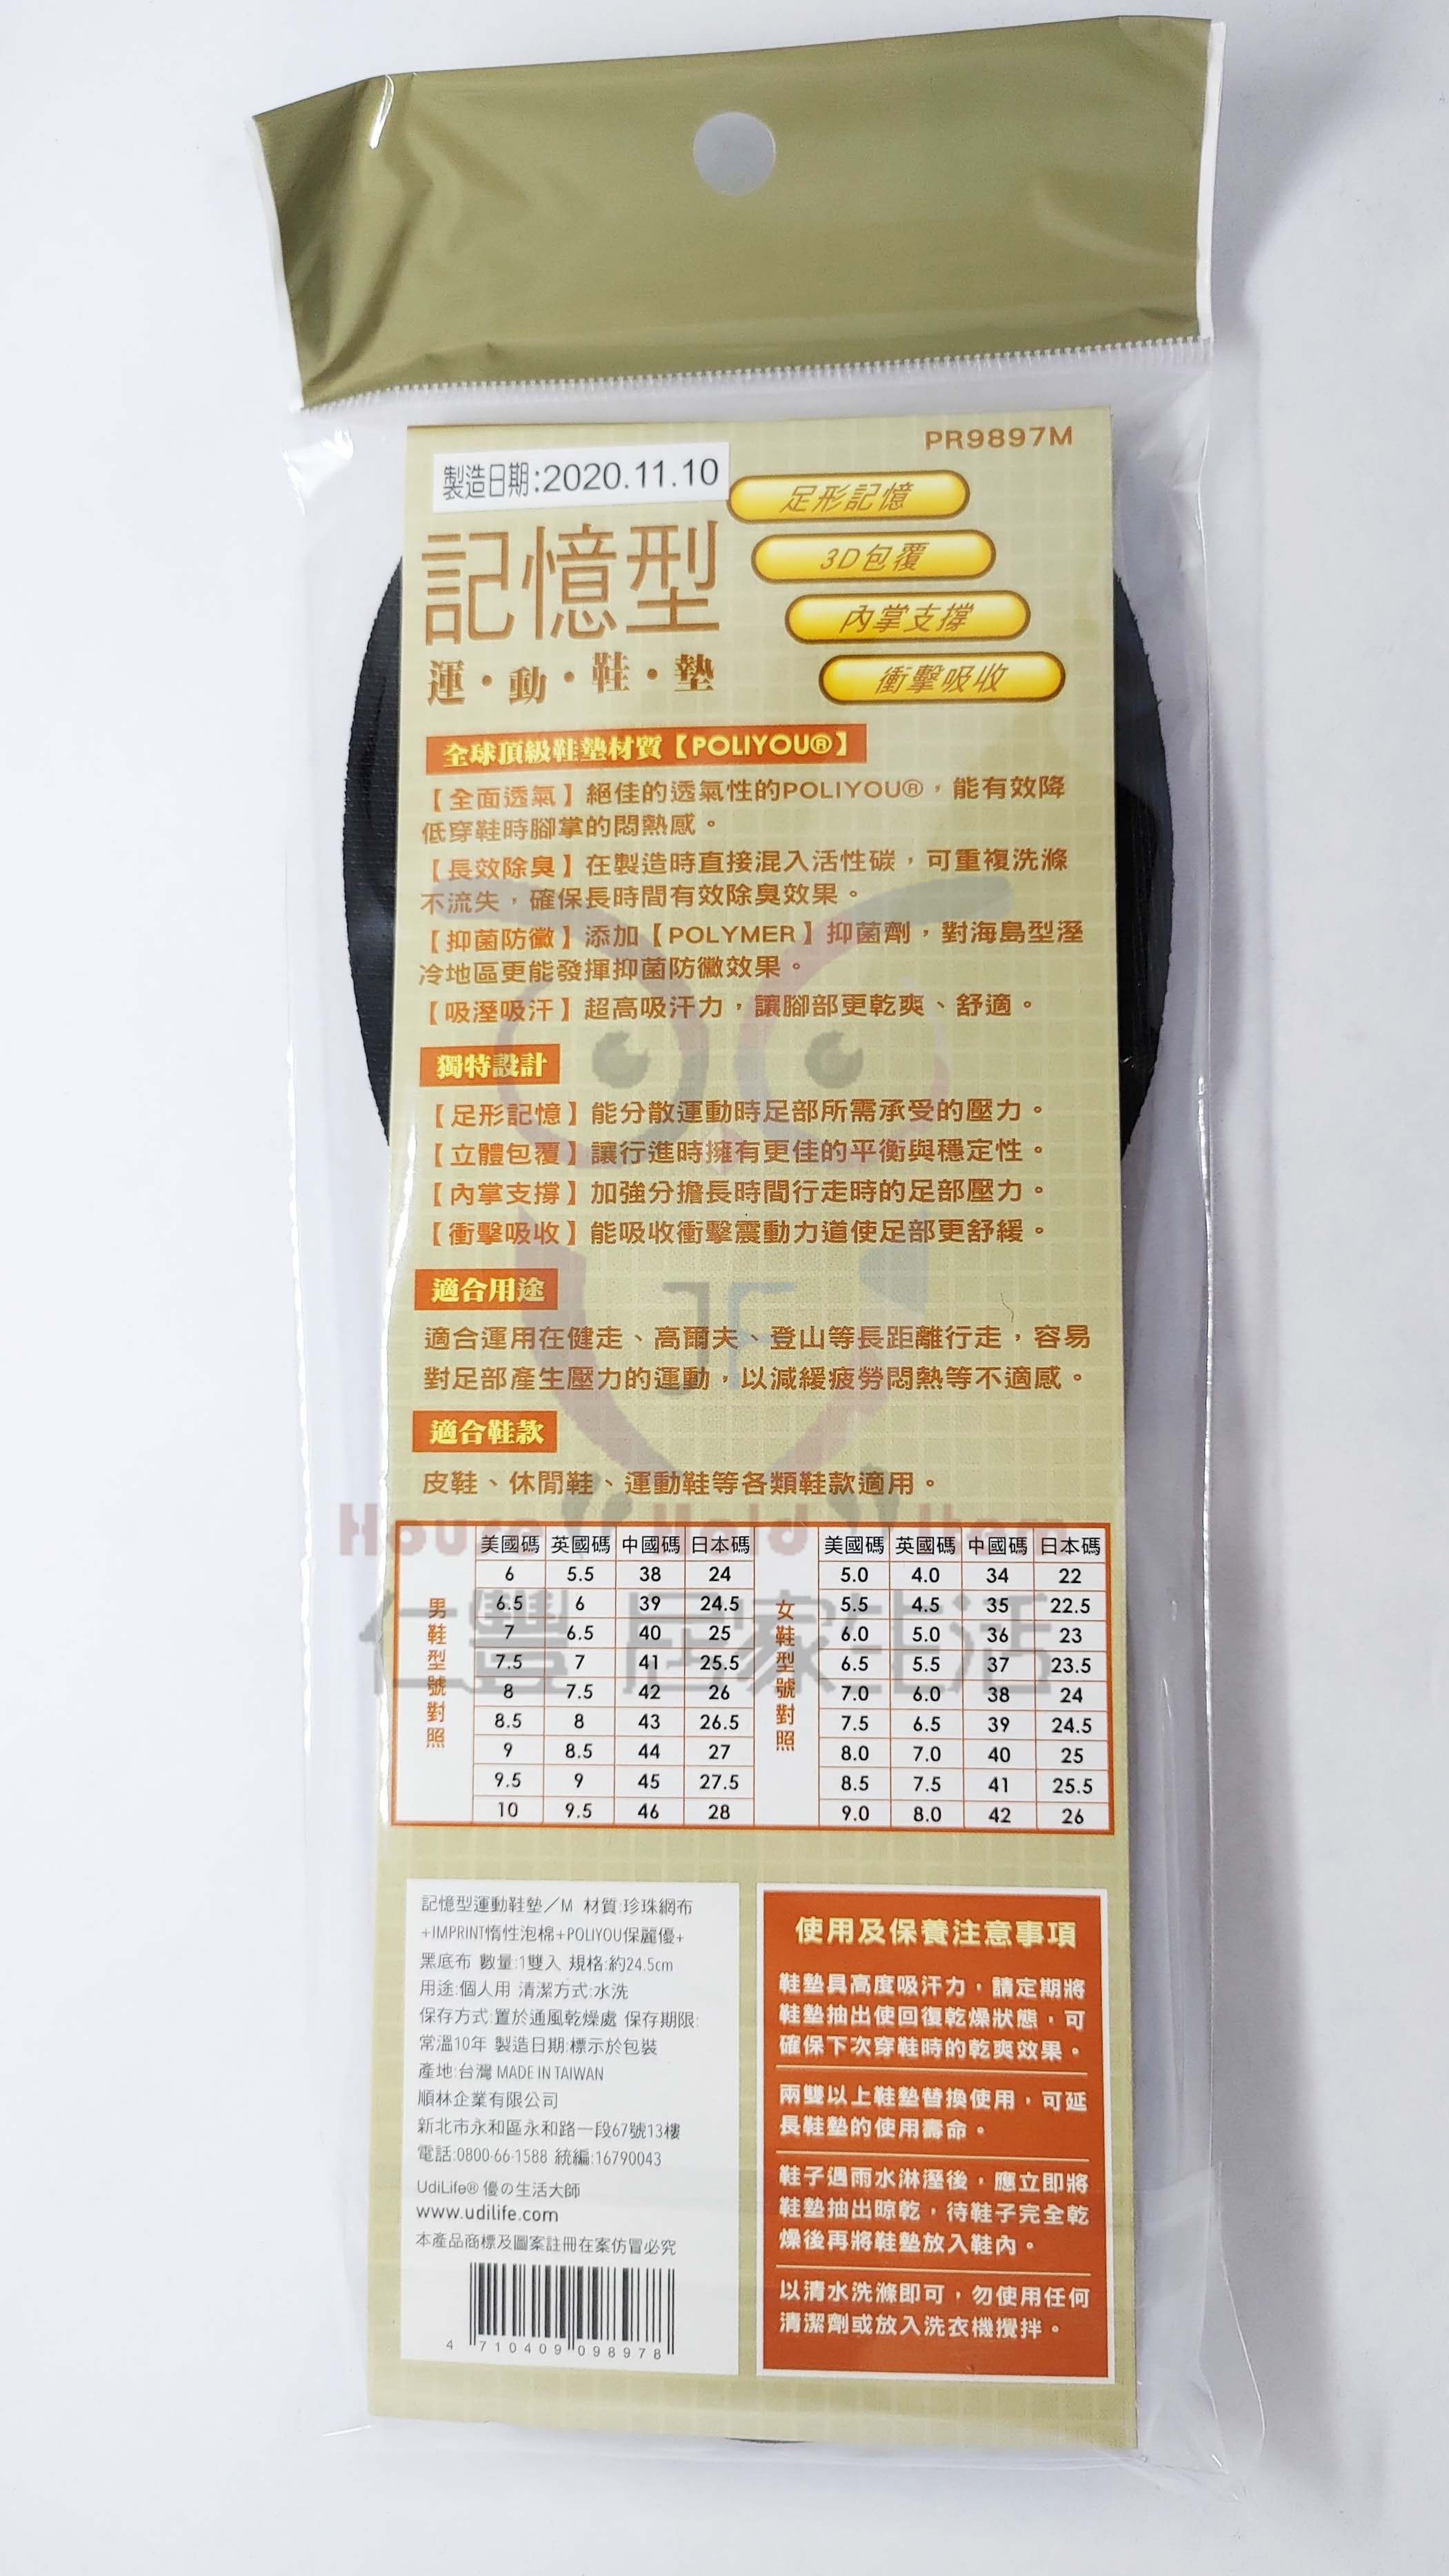 PR9897M
製造日期:2020.11.10
足形記憶
3D包覆
內掌支撐
衝擊吸收
記憶型
運・動・鞋・墊
全球頂級鞋墊材質【POLIYOU®】
【全面透氣】絕佳的透氣性的POLIYOU®，能有效降
低穿鞋時腳掌的悶熱感。
【長效除臭】在製造時直接混入活性碳，可重複洗滌
不流失，確保長時間有效除臭效果。
【抑菌防黴】添加【POLYMER】抑菌劑，對海島型溼
冷地區更能發揮抑菌防黴效果。
【吸溼吸汗】超高吸汗力，讓腳部更乾爽、舒適。
獨特設計
【足形記憶】能分散運動時足部所需承受的壓力。
【立體包覆】讓行進時擁有更佳的平衡與穩定性。
【內掌支撐】加強分擔長時間行走時的足部壓力。
【衝擊吸收】能吸收衝擊震動力道使足部更舒緩。
JF
適合用途
適合運用在健走、高爾夫、登山等長距離行走，容易
對足部產生壓力的運動，以減緩疲勞悶熱等不適感。
適合鞋款
皮鞋、休閒鞋、運動鞋等各類鞋款適用。
House Hold Item
仁豐 居家生活
男鞋型號對照
美國碼 英國碼 中國碼 日本碼
6 5.5 38 24
6.5 6 39 24.5
7 6.5 40 25
7.5 7 41 25.5
8 7.5 42 26
8.5 8 43 26.5
9 8.5 44 27
9.5 9 45 27.5
10 9.5 46 28
女鞋型號對照
美國碼 英國碼 中國碼 日本碼
5.0 4.0 34 22
5.5 4.5 35 22.5
6.0 5.0 36 23
6.5 5.5 37 23.5
7.0 6.0 38 24
7.5 6.5 39 24.5
8.0 7.0 40 25
8.5 7.5 41 25.5
9.0 8.0 42 26
記憶型運動鞋墊／M 材質:珍珠網布
+IMPRINT惰性泡棉+POLIYOU保麗優+
黑底布 數量:1雙入 規格:約24.5cm
用途:個人用 清潔方式:水洗
保存方式:置於通風乾燥處 保存期限:
常溫10年 製造日期:標示於包裝
產地:台灣 MADE IN TAIWAN
順林企業有限公司
新北市永和區永和路一段67號13樓
電話:0800-66-1588 統編:16790043
UdiLife® 優の生活大師
www.udilife.com
本產品商標及圖案註冊在案仿冒必究
4 710409 098978
使用及保養注意事項
鞋墊具高度吸汗力，請定期將
鞋墊抽出使回復乾燥狀態，可
確保下次穿鞋時的乾爽效果。
兩雙以上鞋墊替換使用，可延
長鞋墊的使用壽命。
鞋子遇雨水淋溼後，應立即將
鞋墊抽出晾乾，待鞋子完全乾
燥後再將鞋墊放入鞋內。
以清水洗滌即可，勿使用任何
清潔劑或放入洗衣機攪拌。